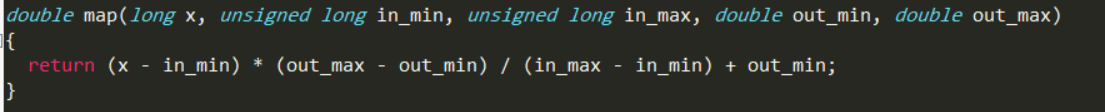 double map(long x, unsigned long in_min, unsigned long in_max, double out_min, double out_max)
{
  return (x - in_min) * (out_max - out_min) / (in_max - in_min) + out_min;
}